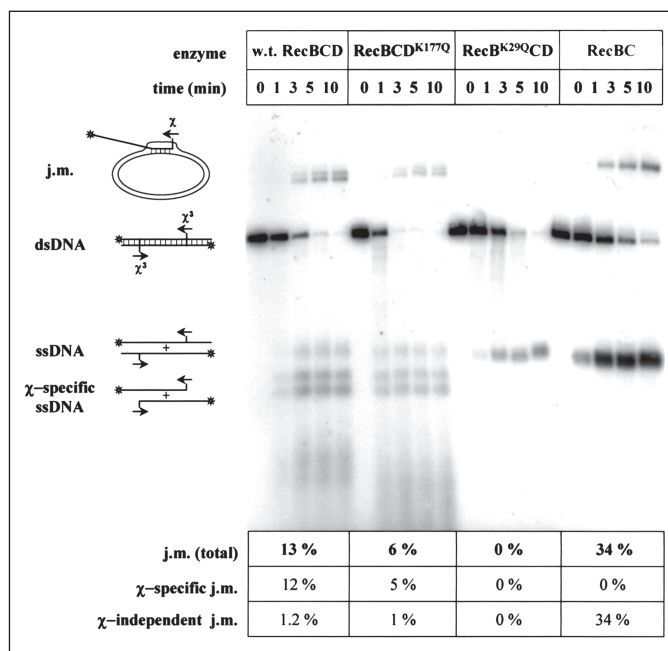 enzyme w.t. RecBCD RecBCD^K177Q RecB^K29QCD RecBC
time (min) 0 1 3 5 10 0 1 3 5 10 0 1 3 5 10 0 1 3 5 10
χ
j.m.
χ³
dsDNA
χ³
ssDNA
+
χ–specific
ssDNA
+
j.m. (total) 13 % 6 % 0 % 34 %
χ–specific j.m. 12 % 5 % 0 % 0 %
χ–independent j.m. 1.2 % 1 % 0 % 34 %